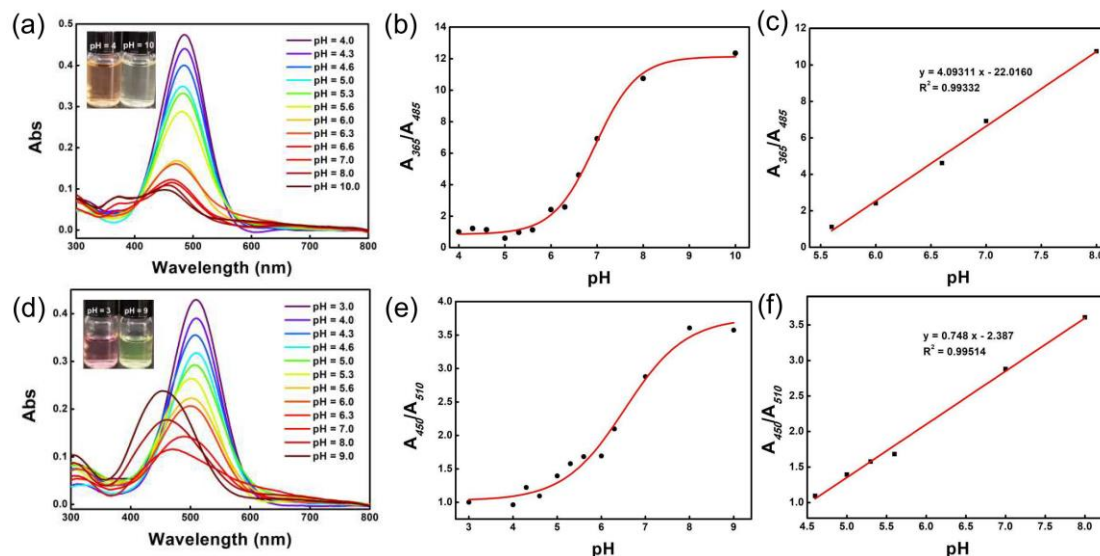 (a)
0.5
0.4
0.3
0.2
0.1
0.0
Abs
300 400 500 600 700 800
Wavelength (nm)
pH = 4 pH = 10
pH = 4.0
pH = 4.3
pH = 4.6
pH = 5.0
pH = 5.3
pH = 5.6
pH = 6.0
pH = 6.3
pH = 6.6
pH = 7.0
pH = 8.0
pH = 10.0
(b)
14
12
10
8
6
4
2
0
A365/A485
4 5 6 7 8 9 10
pH
(c)
12
10
8
6
4
2
0
A365/A485
y = 4.09311 x - 22.0160
R² = 0.99332
5.5 6.0 6.5 7.0 7.5 8.0
pH
(d)
0.4
0.3
0.2
0.1
0.0
Abs
300 400 500 600 700 800
Wavelength (nm)
pH = 3 pH = 9
pH = 3.0
pH = 4.0
pH = 4.3
pH = 4.6
pH = 5.0
pH = 5.3
pH = 5.6
pH = 6.0
pH = 6.3
pH = 7.0
pH = 8.0
pH = 9.0
(e)
4.0
3.5
3.0
2.5
2.0
1.5
1.0
A450/A510
3 4 5 6 7 8 9
pH
(f)
3.5
3.0
2.5
2.0
1.5
1.0
A450/A510
y = 0.748 x - 2.387
R² = 0.99514
4.5 5.0 5.5 6.0 6.5 7.0 7.5 8.0
pH